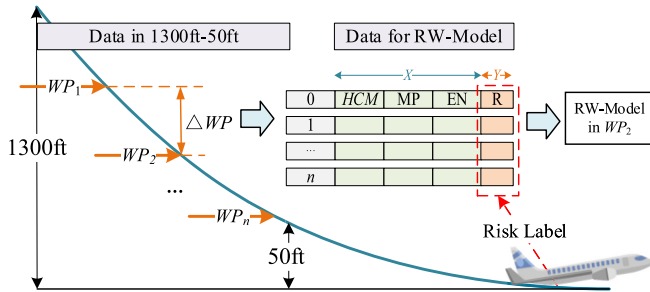 Data in 1300ft-50ft
Data for RW-Model
X
Y
WP1
0 HCM MP EN R
△WP
1
RW-Model
in WP2
WP2
...
1300ft
...
n
WPn
Risk Label
50ft